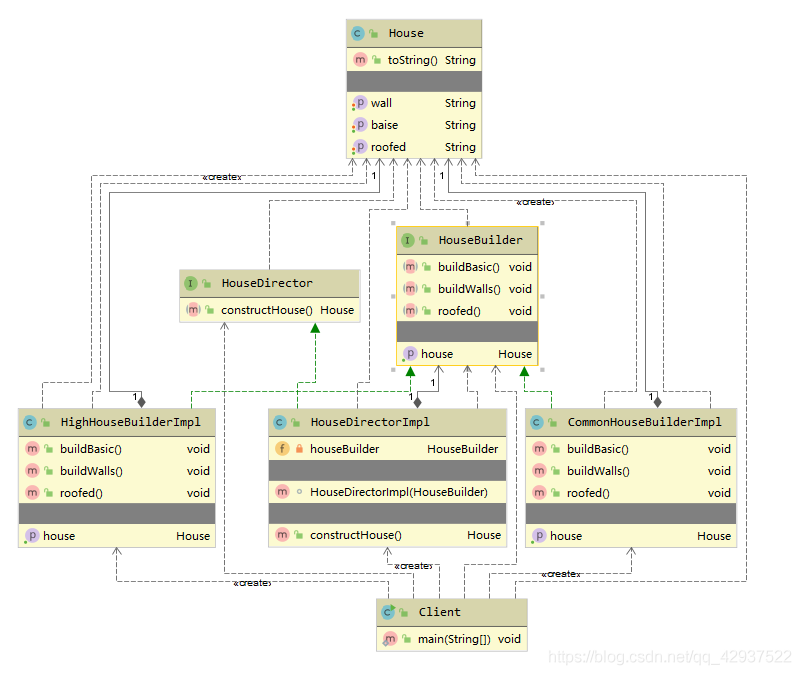 House
toString() String
wall String
baise String
roofed String
«create»
1
1
«create»
HouseBuilder
buildBasic() void
buildWalls() void
roofed() void
house House
HouseDirector
constructHouse() House
1
1
1
1
HighHouseBuilderImpl
buildBasic() void
buildWalls() void
roofed() void
house House
HouseDirectorImpl
houseBuilder HouseBuilder
HouseDirectorImpl(HouseBuilder)
constructHouse() House
CommonHouseBuilderImpl
buildBasic() void
buildWalls() void
roofed() void
house House
«create»
«create»
«create»
Client
main(String[]) void
https://blog.csdn.net/qq_42937522